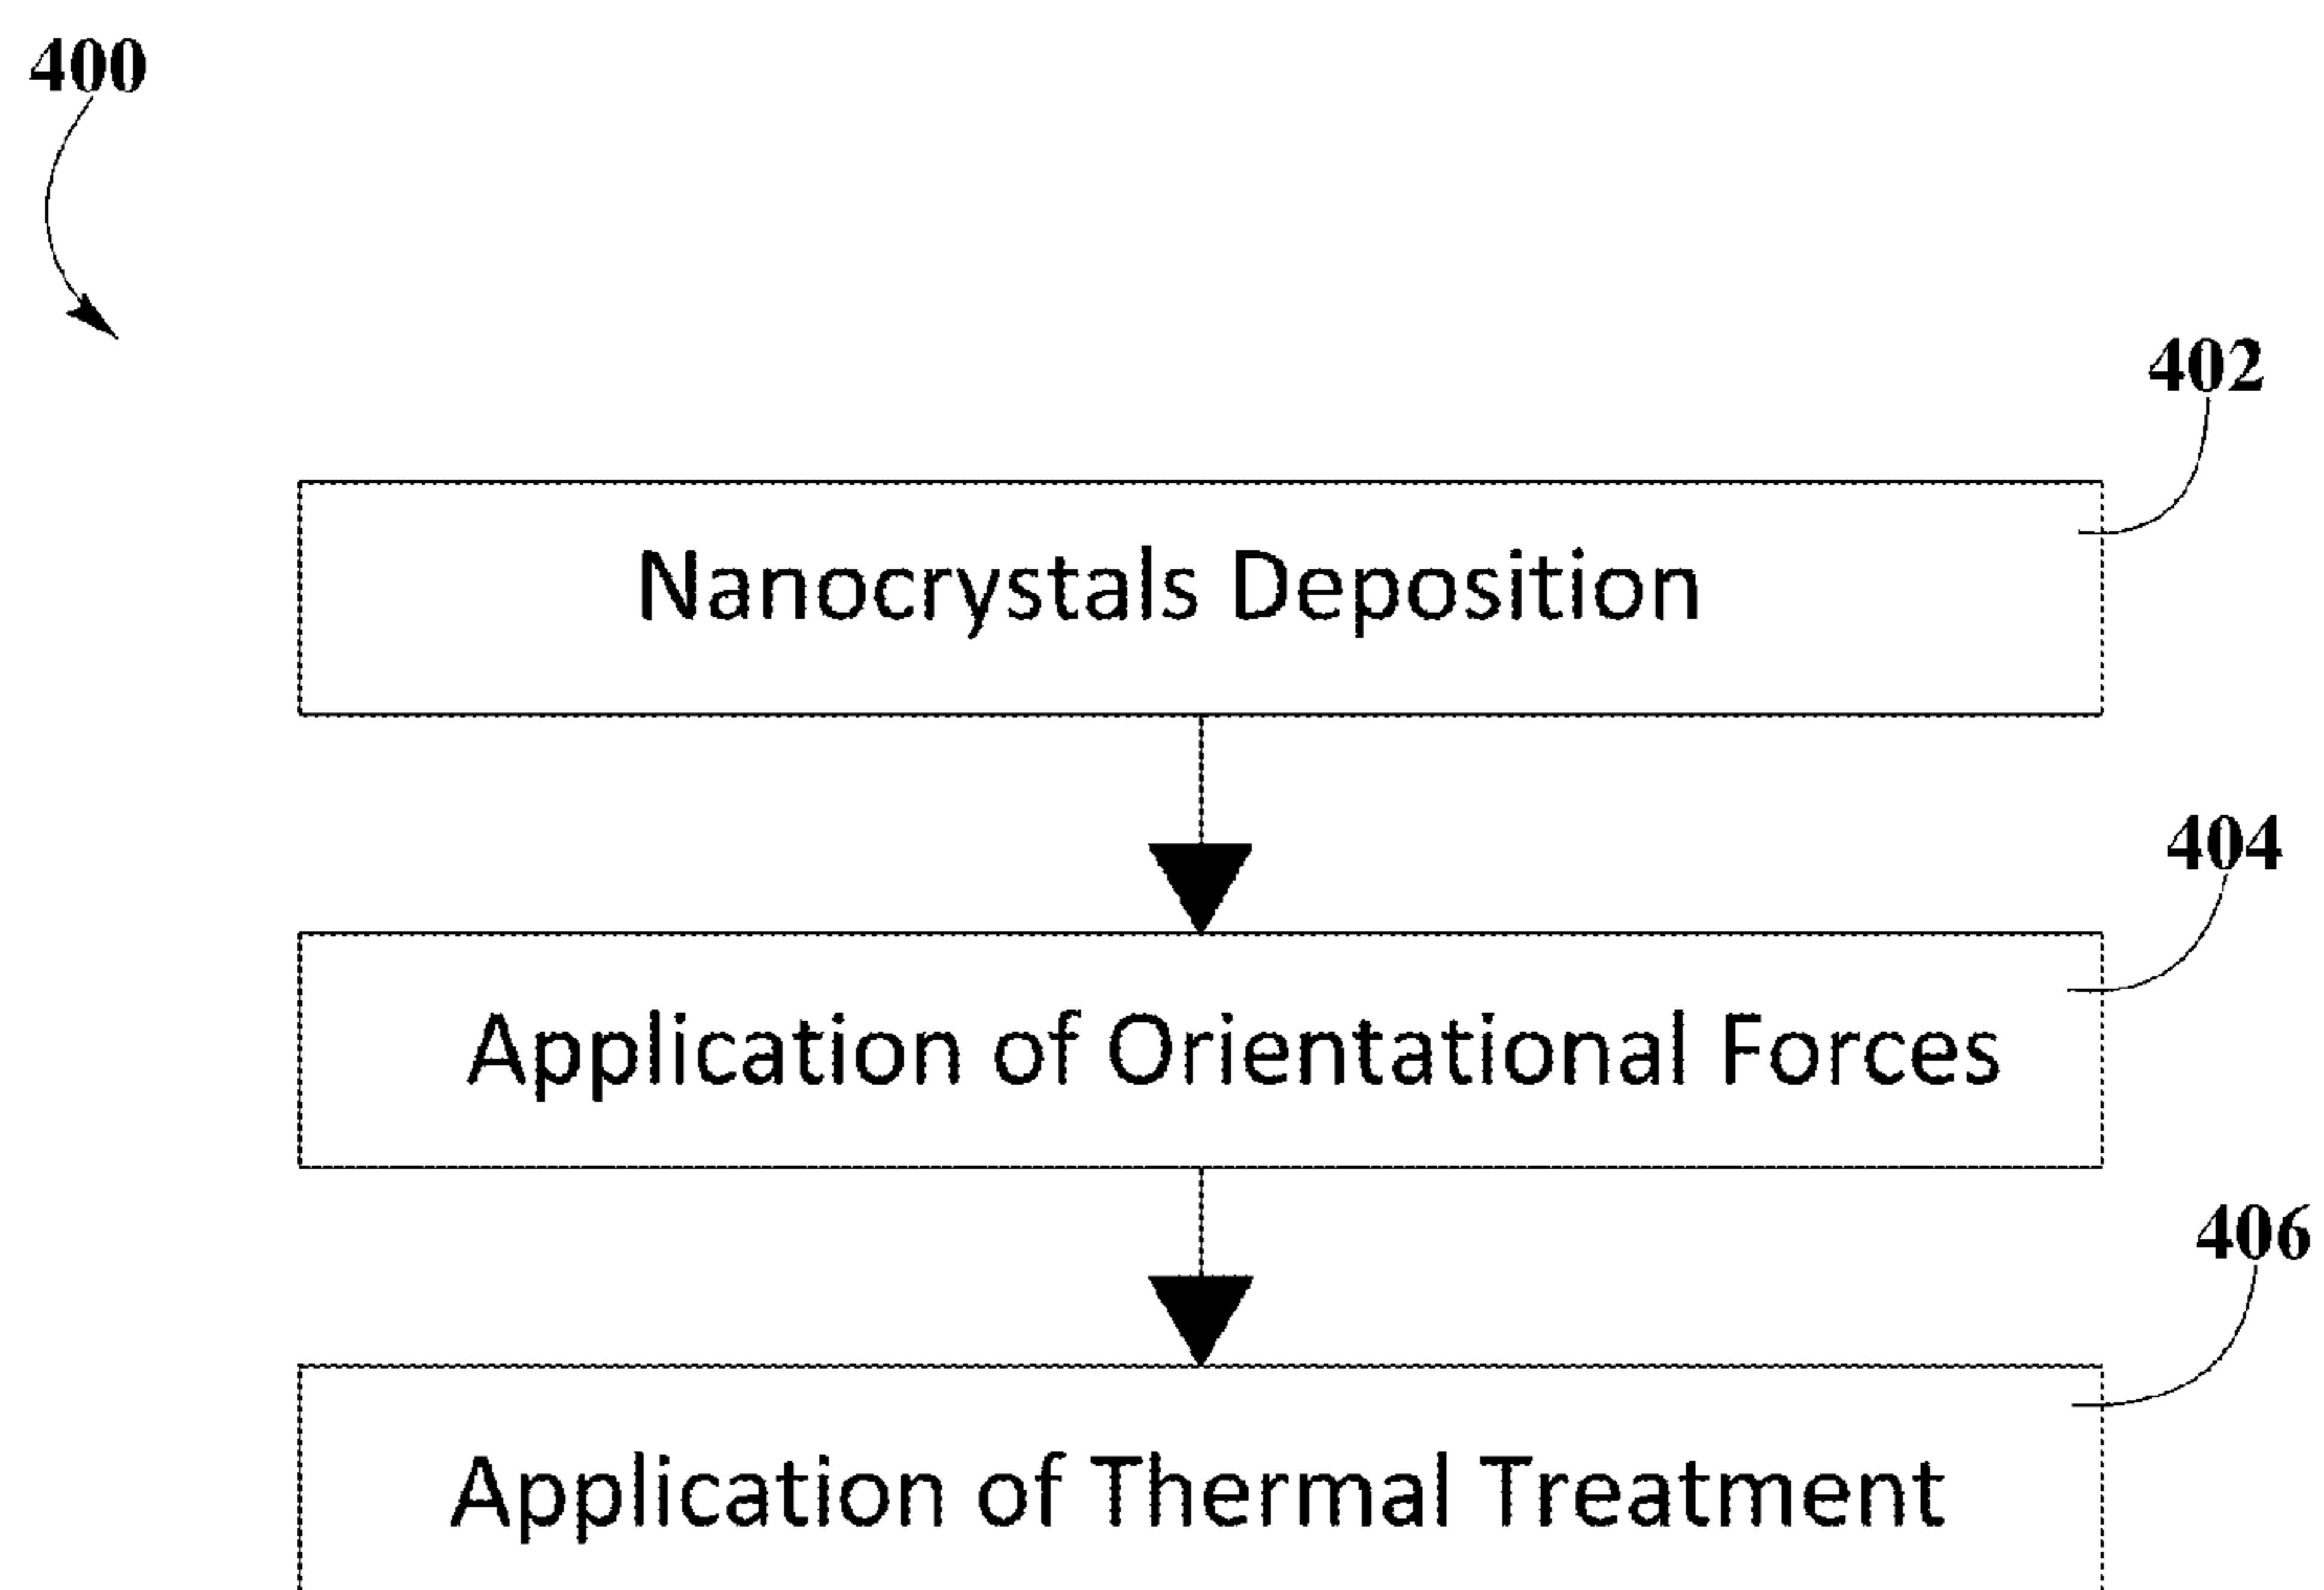 400
402
Nanocrystals Deposition
404
Application of Orientational Forces
406
Application of Thermal Treatment